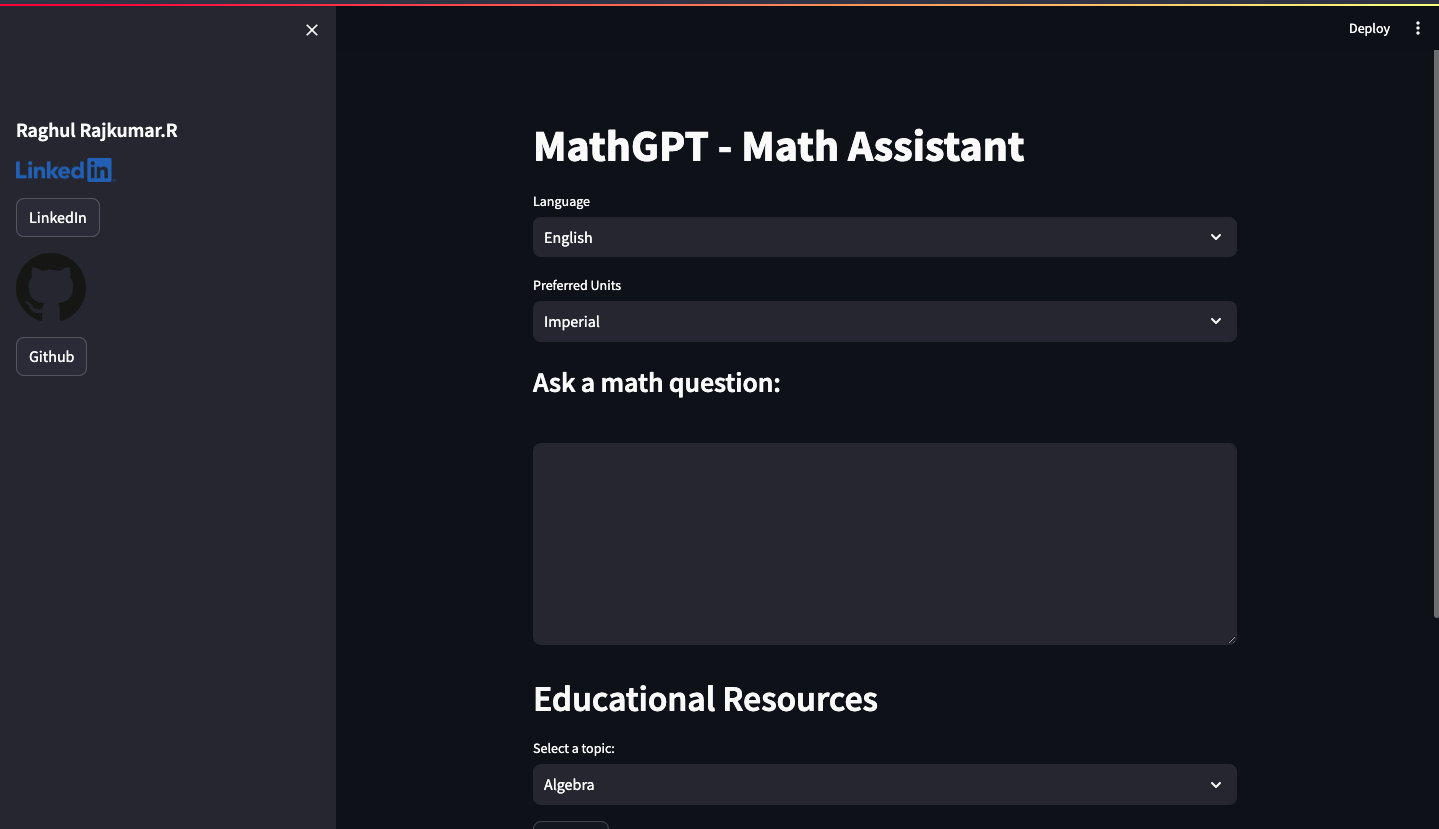 Deploy
Raghul Rajkumar.R
LinkedIn
LinkedIn
Github
MathGPT - Math Assistant
Language
English
Preferred Units
Imperial
Ask a math question:
Educational Resources
Select a topic:
Algebra